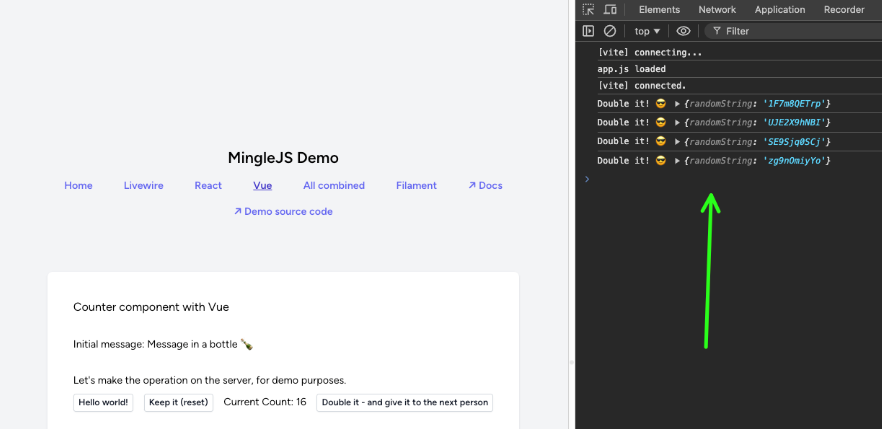 MingleJS Demo
Home Livewire React Vue All combined Filament ↗ Docs
↗ Demo source code
Counter component with Vue
Initial message: Message in a bottle 🍾
Let's make the operation on the server, for demo purposes.
Hello world! Keep it (reset) Current Count: 16 Double it - and give it to the next person
Elements Network Application Recorder
top ▼ Filter
[vite] connecting...
app.js loaded
[vite] connected.
Double it! 😎 ▶ {randomString: '1F7m8QETrp'}
Double it! 😎 ▶ {randomString: 'UJE2X9hNBI'}
Double it! 😎 ▶ {randomString: 'SE9Sjq0SCj'}
Double it! 😎 ▶ {randomString: 'zg9nOmiyYo'}